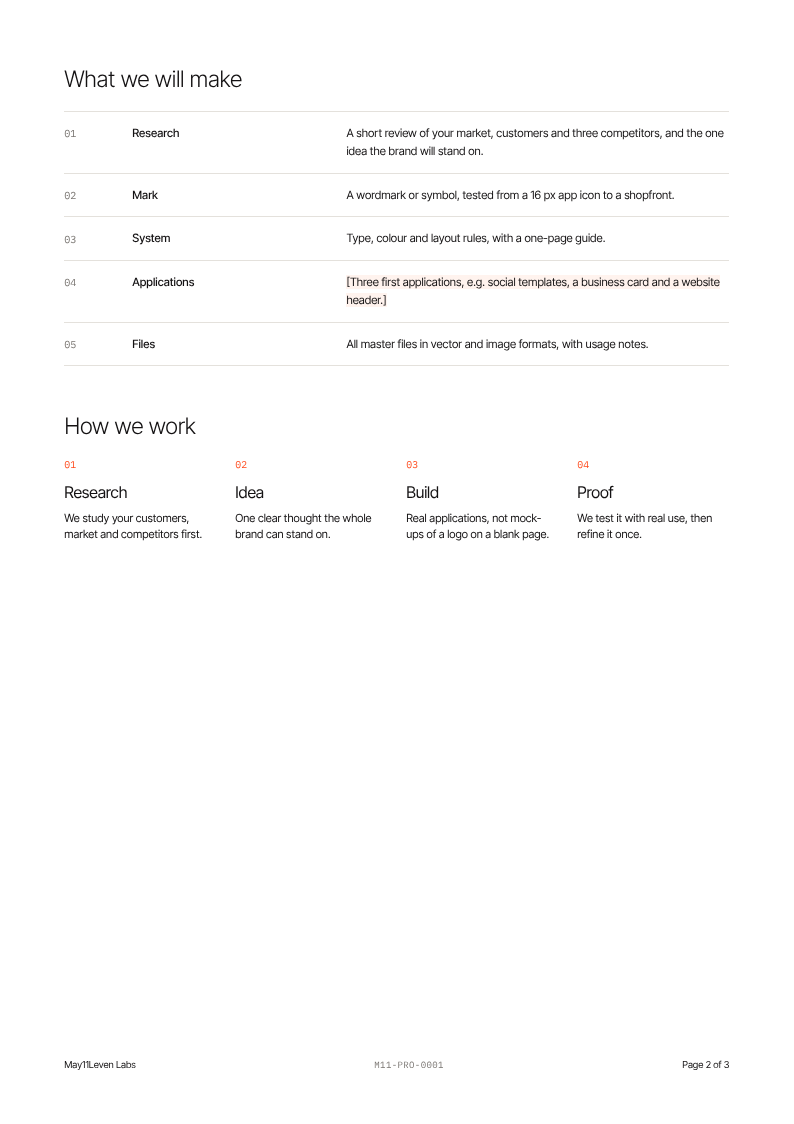 What we will make
01 Research A short review of your market, customers and three competitors, and the one
idea the brand will stand on.
02 Mark A wordmark or symbol, tested from a 16 px app icon to a shopfront.
03 System Type, colour and layout rules, with a one-page guide.
04 Applications [Three first applications, e.g. social templates, a business card and a website
header.]
05 Files All master files in vector and image formats, with usage notes.
How we work
01
Research
We study your customers,
market and competitors first.
02
Idea
One clear thought the whole
brand can stand on.
03
Build
Real applications, not mock-
ups of a logo on a blank page.
04
Proof
We test it with real use, then
refine it once.
May11Leven Labs M11-PRO-0001 Page 2 of 3